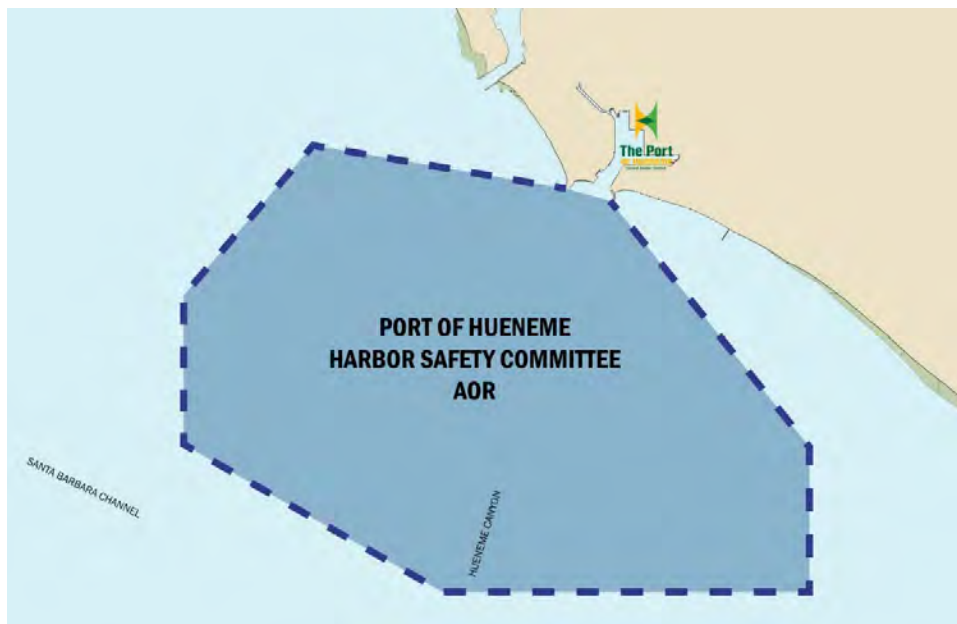 The Port
PORT OF HUENEME
HARBOR SAFETY COMMITTEE
AOR
SANTA BARBARA CHANNEL
HUENEME CANYON